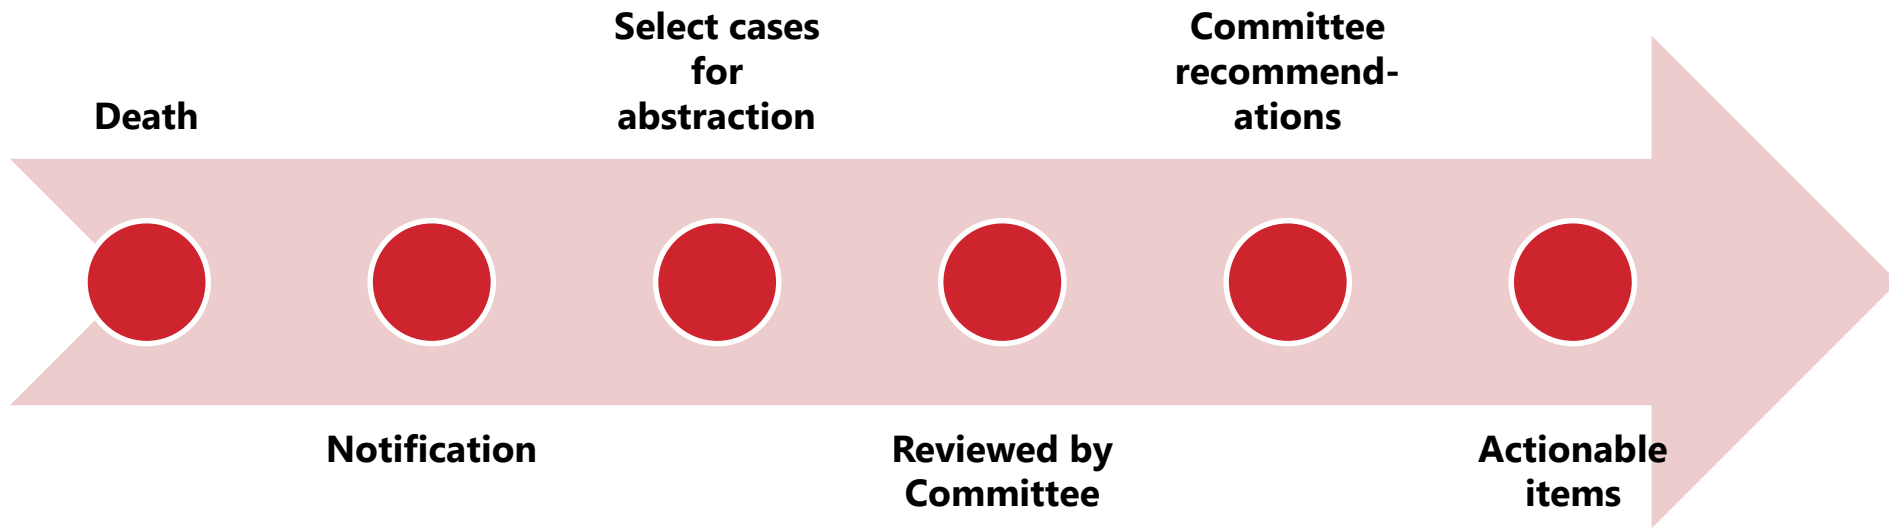 Death
Notification
Select cases
for
abstraction
Reviewed by
Committee
Committee
recommend-
ations
Actionable
items